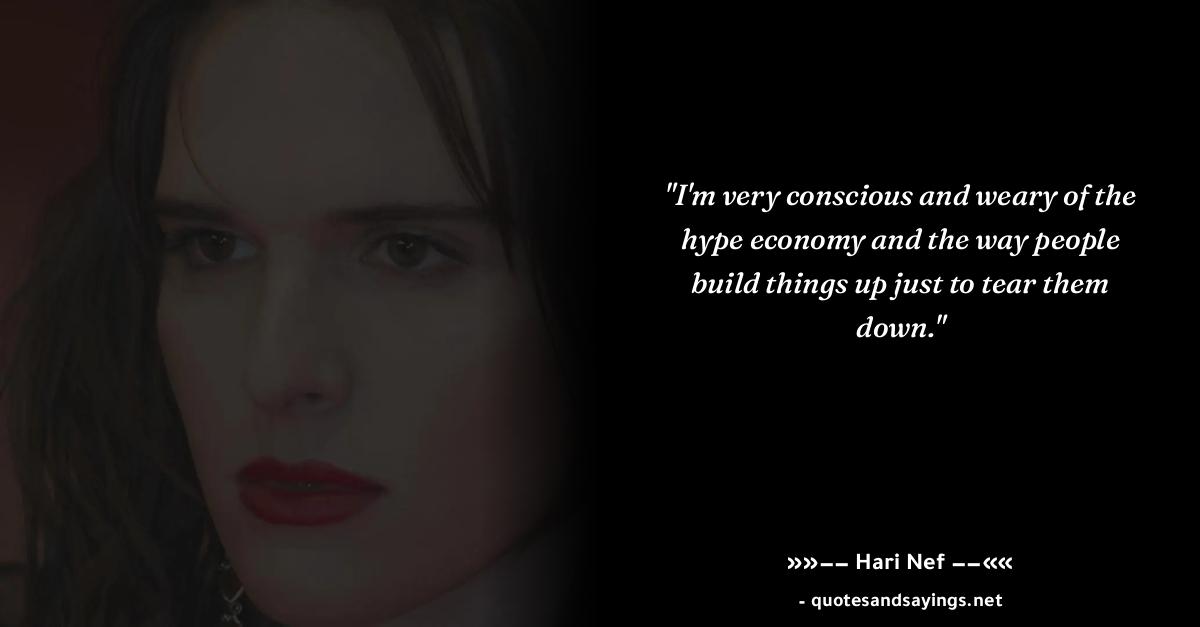 "I'm very conscious and weary of the
hype economy and the way people
build things up just to tear them
down."
»»−− Hari Nef −−««
- quotesandsayings.net